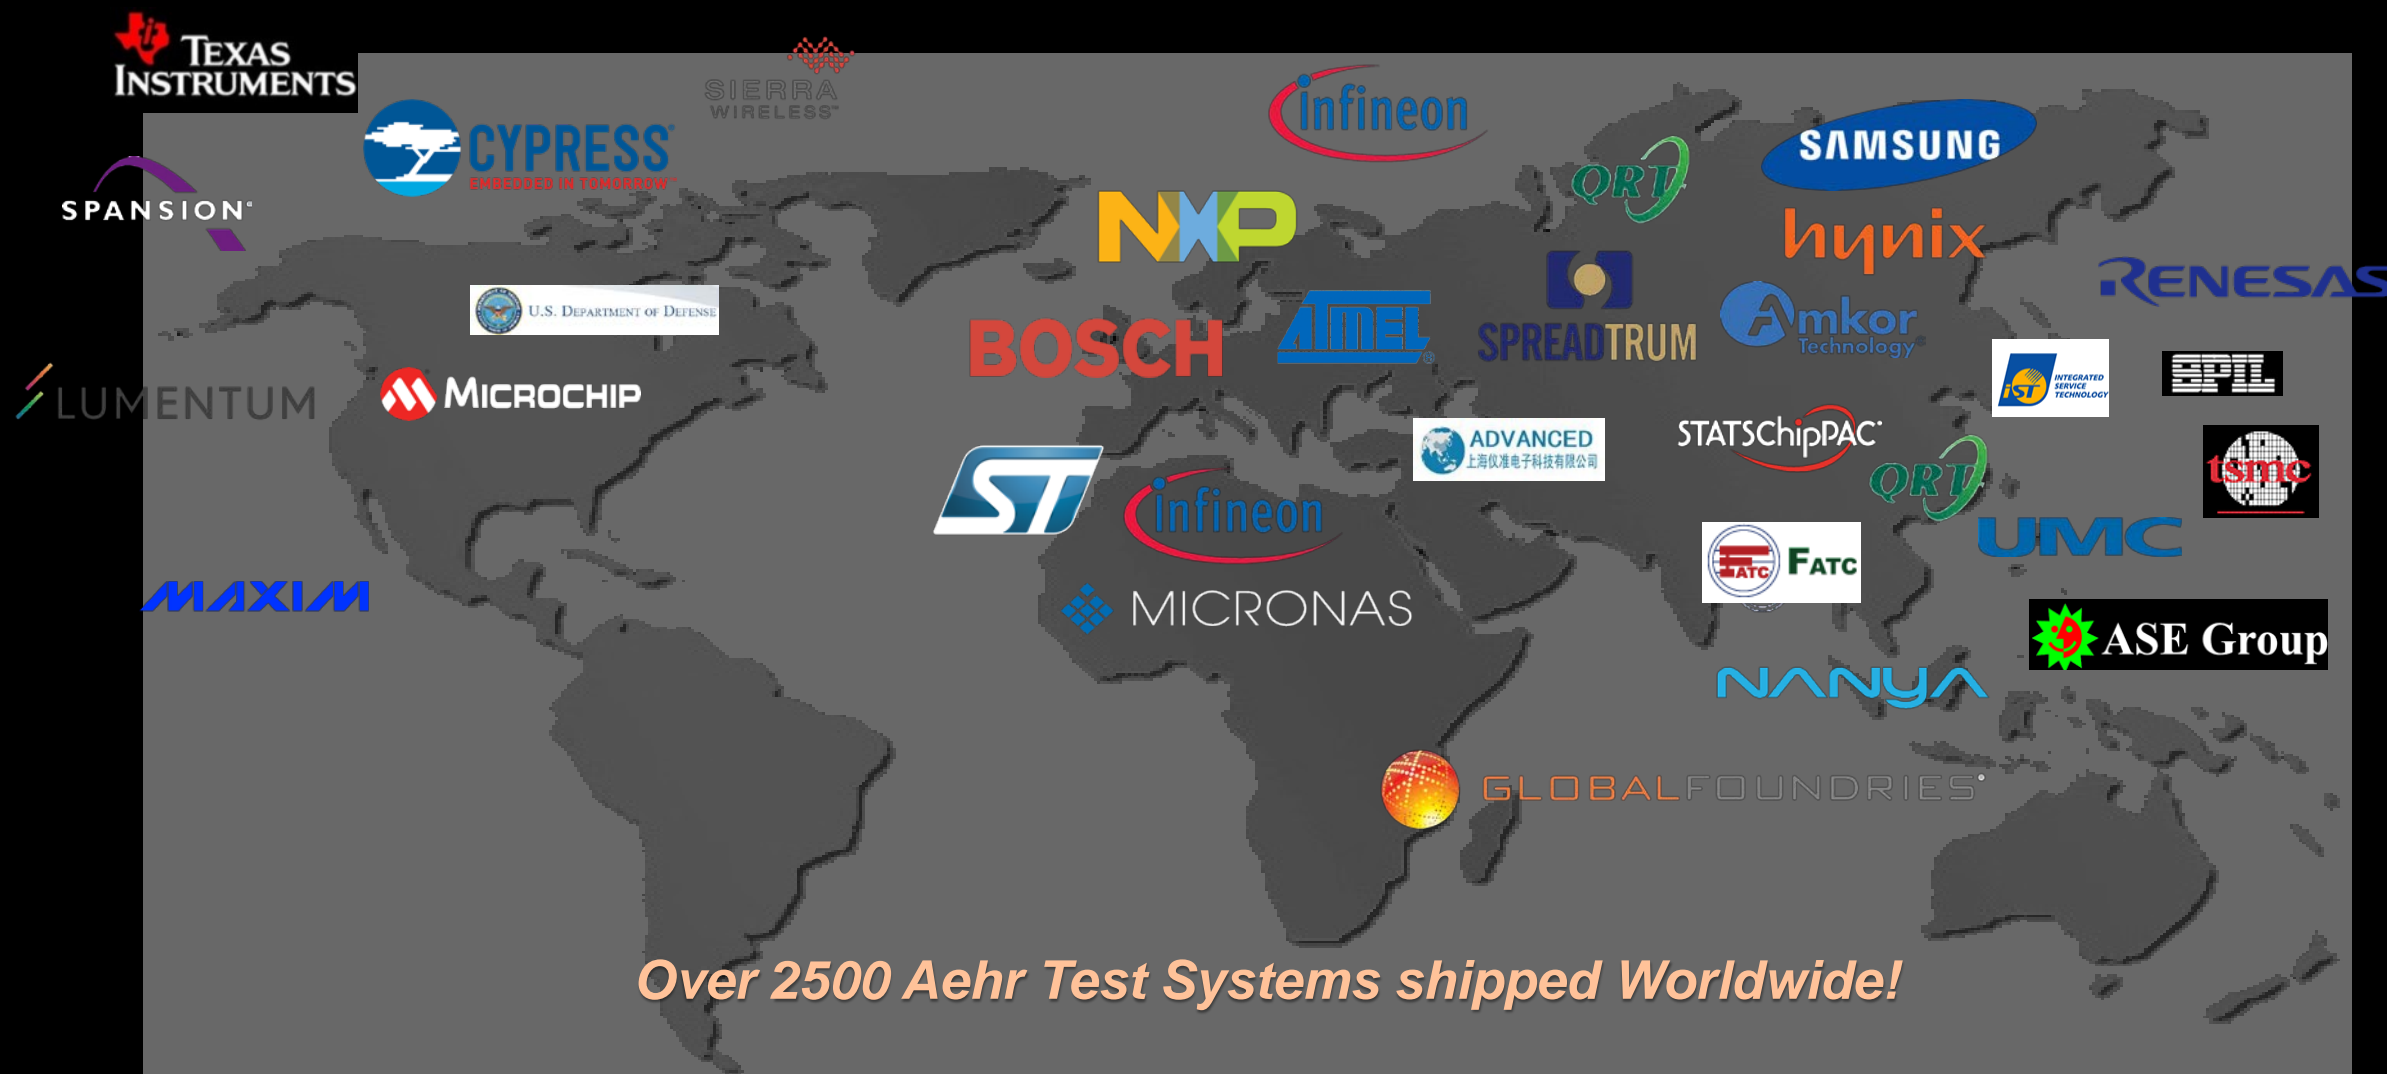 TEXAS
INSTRUMENTS
SIERRA
WIRELESS™
CYPRESS®
EMBEDDED IN TOMORROW™
infineon
SAMSUNG
QRT
SPANSION®
NXP
hynix
RENESAS
U.S. DEPARTMENT OF DEFENSE
BOSCH
ATMEL®
SPREADTRUM
Amkor
Technology®
iST
INTEGRATED
SERVICE
TECHNOLOGY
SPIL
LUMENTUM
MICROCHIP
ADVANCED
上海仪准电子科技有限公司
STATSChipPAC®
QRT
tsmc
ST
infineon
UMC
FATC
FATC
MAXIM
MICRONAS
ASE Group
NANYA
GLOBALFOUNDRIES®
Over 2500 Aehr Test Systems shipped Worldwide!